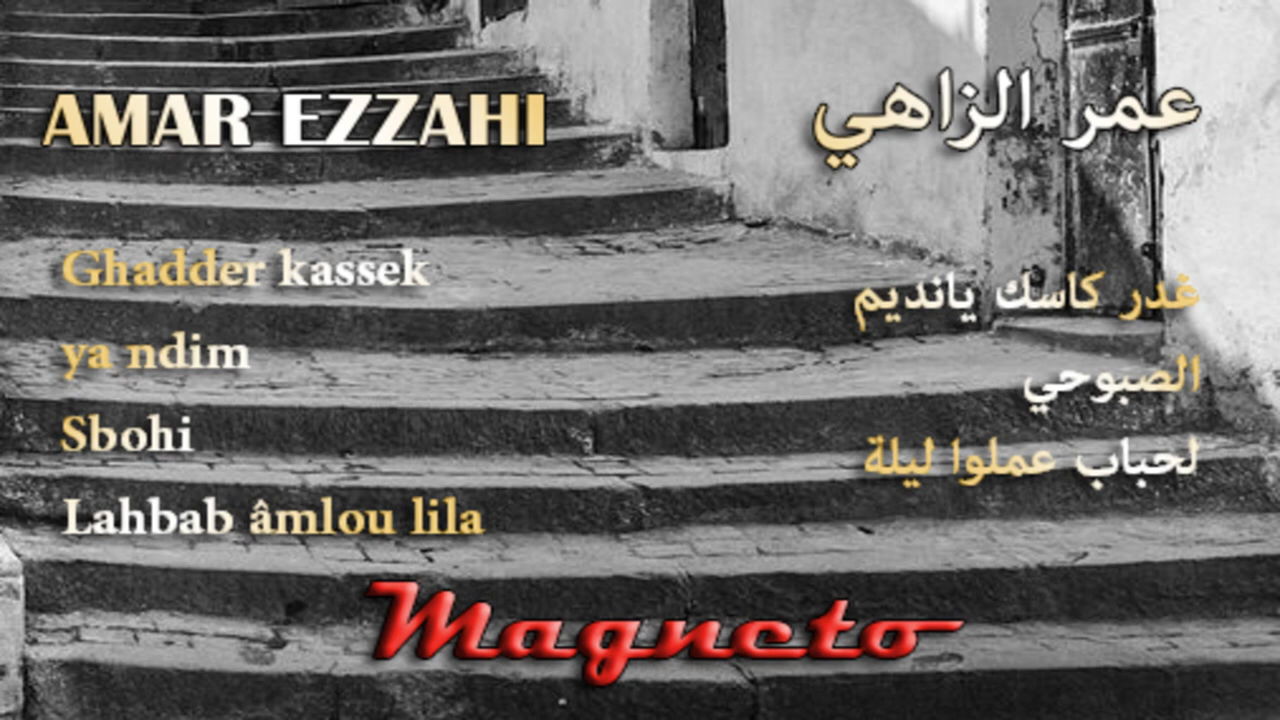 AMAR EZZAHI
عمر الزاهي
Ghadder kassek
ya ndim
Sbohi
Lahbab âmlou lila
غدر كاسك يانديم
الصبوحي
لحباب عملوا ليلة
Magneto